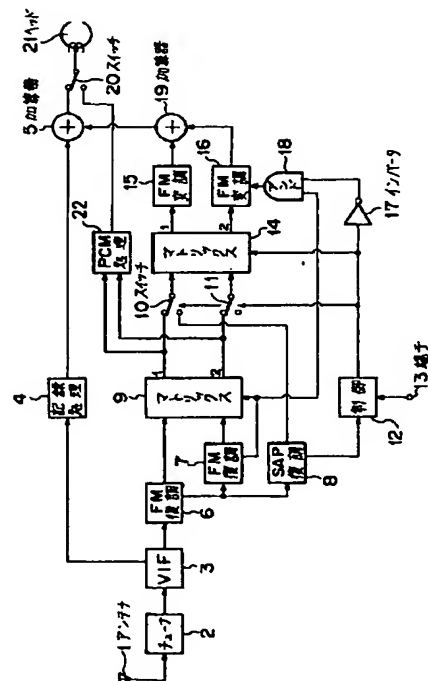 21ヘッド
20スイッチ
5加算器
19加算器
22
PCM
処理
15
FM
変調
16
FM
変調
18
アンド
17インバータ
1
2
マトリックス
14
10スイッチ
11
4
記録
処理
9
マトリックス
1
2
7
FM
復調
SAP
復調
8
制御
12
13端子
FM
復調
6
VIF
3
1アンテナ
チューナ
2